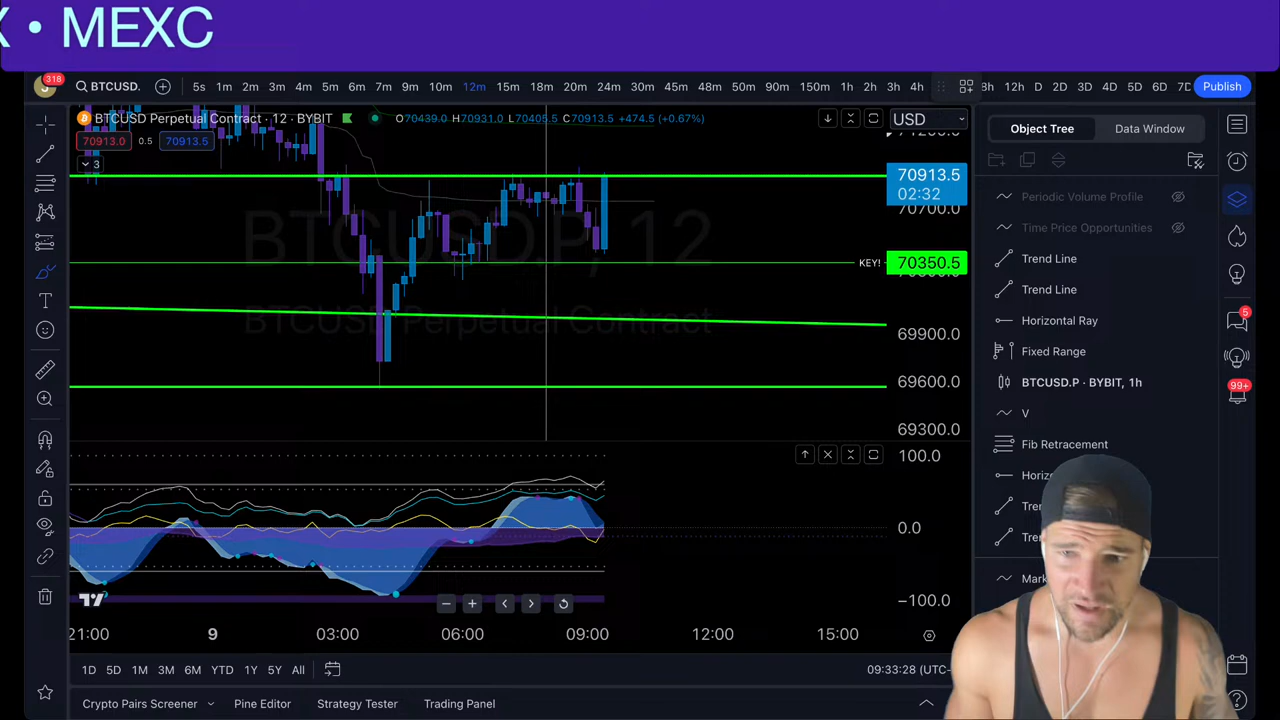 X • MEXC
318
BTCUSD. 5s 1m 2m 3m 4m 5m 6m 7m 9m 10m 12m 15m 18m 20m 24m 30m 45m 48m 50m 90m 150m 1h 2h 3h 4h 8h 12h D 2D 3D 4D 5D 6D 7D Publish
BTCUSD Perpetual Contract · 12 · BYBIT O70439.0 H70931.0 L70405.5 C70913.5 +474.5 (+0.67%)
USD
70913.0 0.5 70913.5
3
70913.5
02:32
70700.0
BTCUSD.P, 12
BTCUSD Perpetual Contract
KEY! 70350.5
69900.0
69600.0
69300.0
100.0
0.0
−100.0
21:00 9 03:00 06:00 09:00 12:00 15:00
1D 5D 1M 3M 6M YTD 1Y 5Y All
09:33:28 (UTC-
Crypto Pairs Screener Pine Editor Strategy Tester Trading Panel
Object Tree Data Window
Periodic Volume Profile
Time Price Opportunities
Trend Line
Trend Line
Horizontal Ray
Fixed Range
BTCUSD.P · BYBIT, 1h
V
Fib Retracement
5
99+